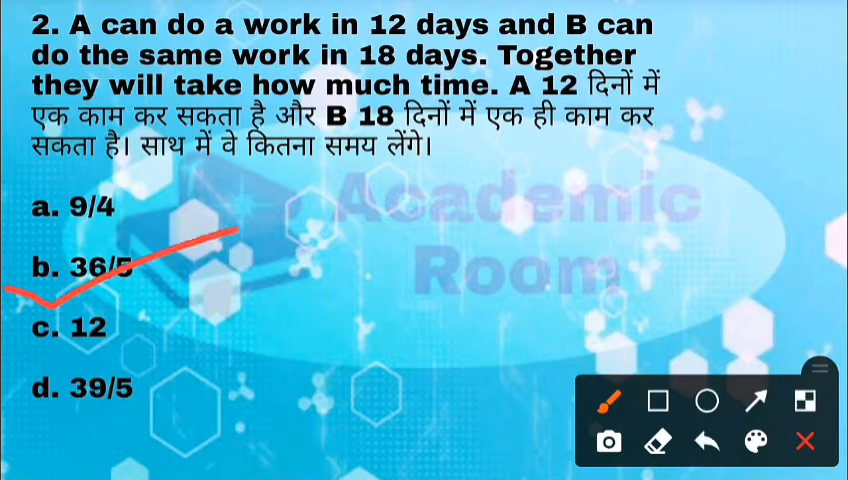 2. A can do a work in 12 days and B can
do the same work in 18 days. Together
they will take how much time. A 12 दिनों में
एक काम कर सकता है और B 18 दिनों में एक ही काम कर
सकता है। साथ में वे कितना समय लेंगे।
a. 9/4
b. 36/5
c. 12
d. 39/5
Academic
Room